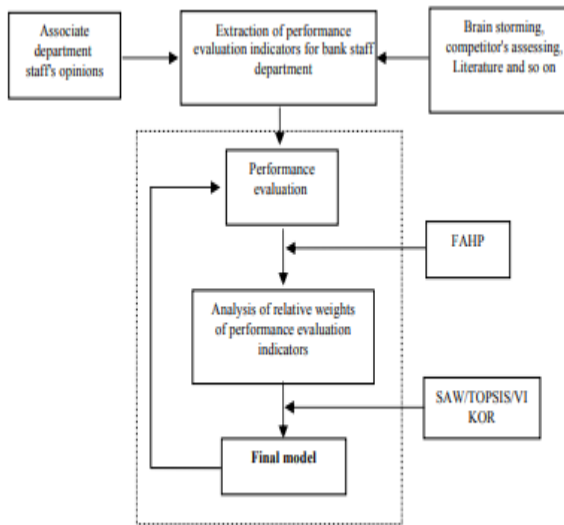 Associate
department
staff's opinions
Extraction of performance
evaluation indicators for bank staff
department
Brain storming,
competitor's assessing,
Literature and so on
Performance
evaluation
FAHP
Analysis of relative weights
of performance evaluation
indicators
SAW/TOPSIS/VI
KOR
Final model